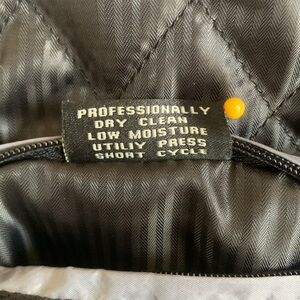 PROFESSIONALLY
DRY CLEAN
LOW MOISTURE
UTILIY PRESS
SHORT CYCLE